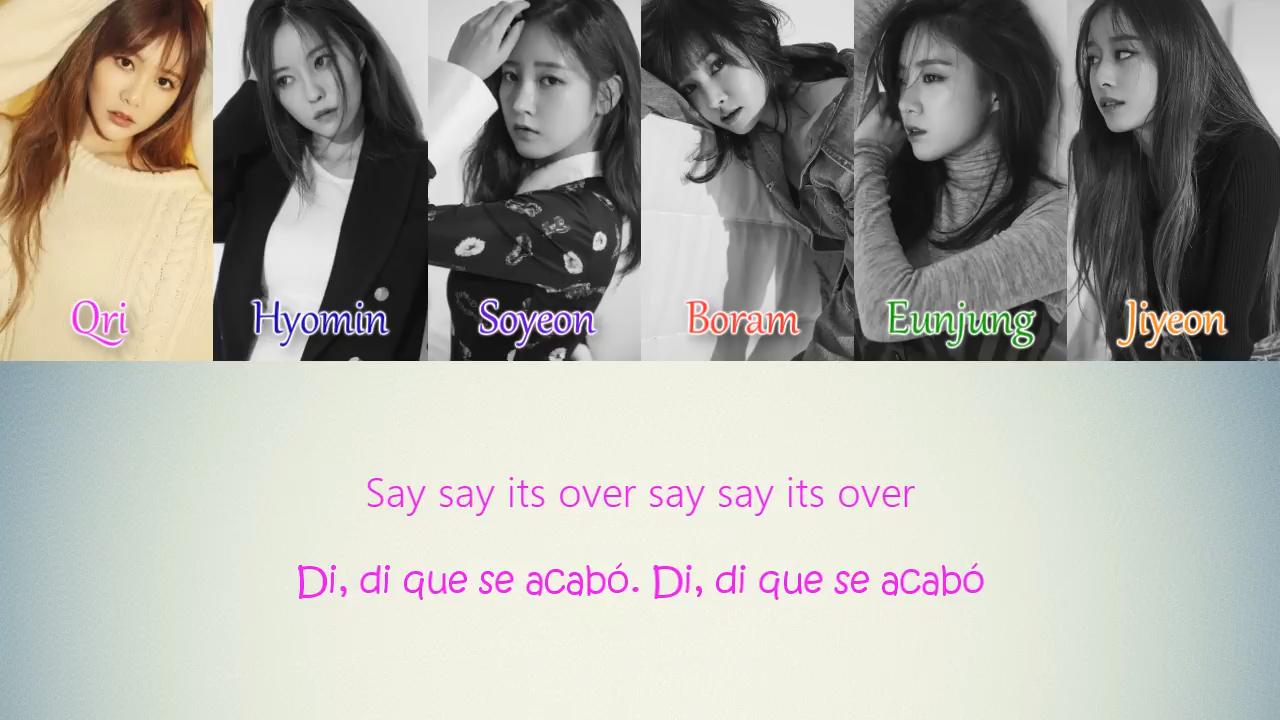 Qri Hyomin Soyeon Boram Eunjung Jiyeon
Say say its over say say its over
Di, di que se acabó. Di, di que se acabó